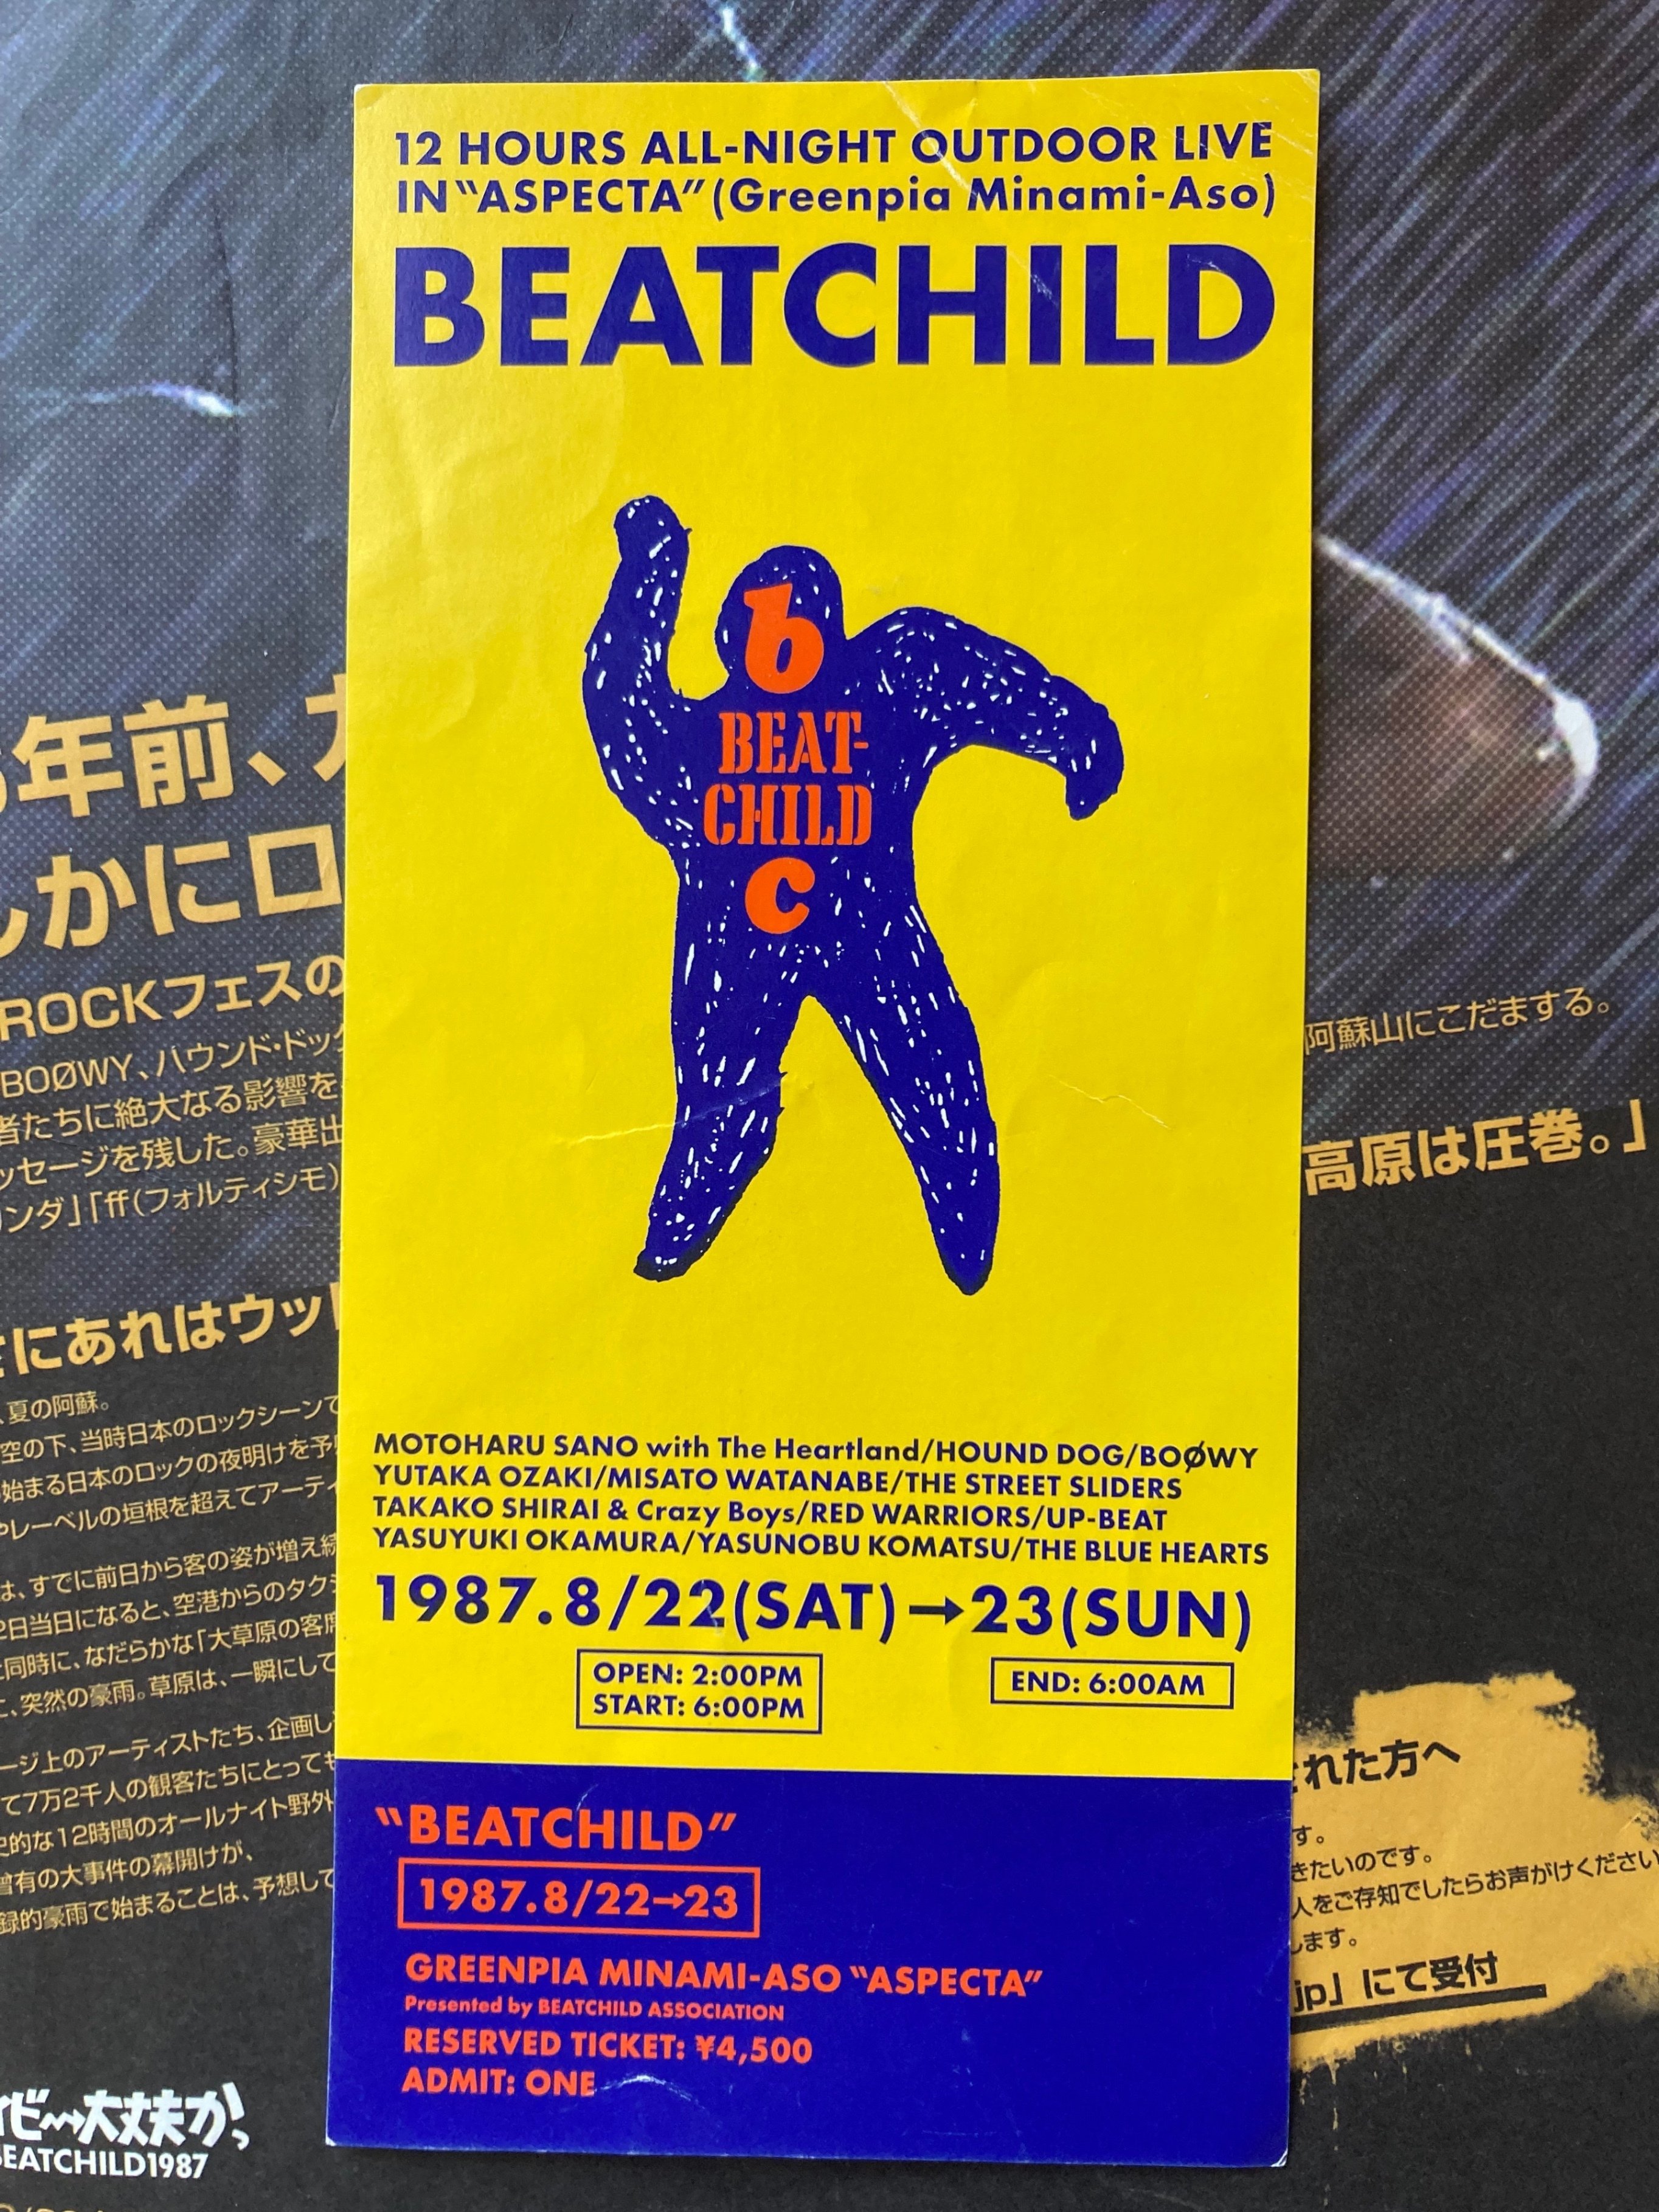 12 HOURS ALL-NIGHT OUTDOOR LIVE
IN "ASPECTA" (Greenpia Minami-Aso)
BEATCHILD
b
BEAT-
CHILD
C
MOTOHARU SANO with The Heartland/HOUND DOG/BOØWY
YUTAKA OZAKI/MISATO WATANABE/THE STREET SLIDERS
TAKAKO SHIRAI & Crazy Boys/RED WARRIORS/UP-BEAT
YASUYUKI OKAMURA/YASUNOBU KOMATSU/THE BLUE HEARTS
1987.8/22(SAT)→23(SUN)
OPEN: 2:00PM
START: 6:00PM
END: 6:00AM
"BEATCHILD"
1987.8/22→23
GREENPIA MINAMI-ASO "ASPECTA"
Presented by BEATCHILD ASSOCIATION
RESERVED TICKET: ¥4,500
ADMIT: ONE
年前、
かにロ
ROCKフェスの
BOØWY、ハウンド・ドッグ
者たちに絶大なる影響を
ッセージを残した。豪華出
ンダ」「ff(フォルティシモ)
にあれはウッ
夏の阿蘇。
空の下、当時日本のロックシーンで
始まる日本のロックの夜明けを予
レーベルの垣根を超えてアーティ
は、すでに前日から客の姿が増え続
2日当日になると、空港からのタクシ
同時に、なだらかな「大草原の客席
、突然の豪雨。草原は、一瞬にして
ージ上のアーティストたち、企画し
て7万2千人の観客たちにとっても
史的な12時間のオールナイト野外
曾有の大事件の幕開けが、
録的豪雨で始まることは、予想して
阿蘇山にこだまする。
高原は圧巻。」
された方へ
す。
きたいのです。
人をご存知でしたらお声がけください
します。
jp」にて受付
ビ〜大丈夫か
BEATCHILD1987